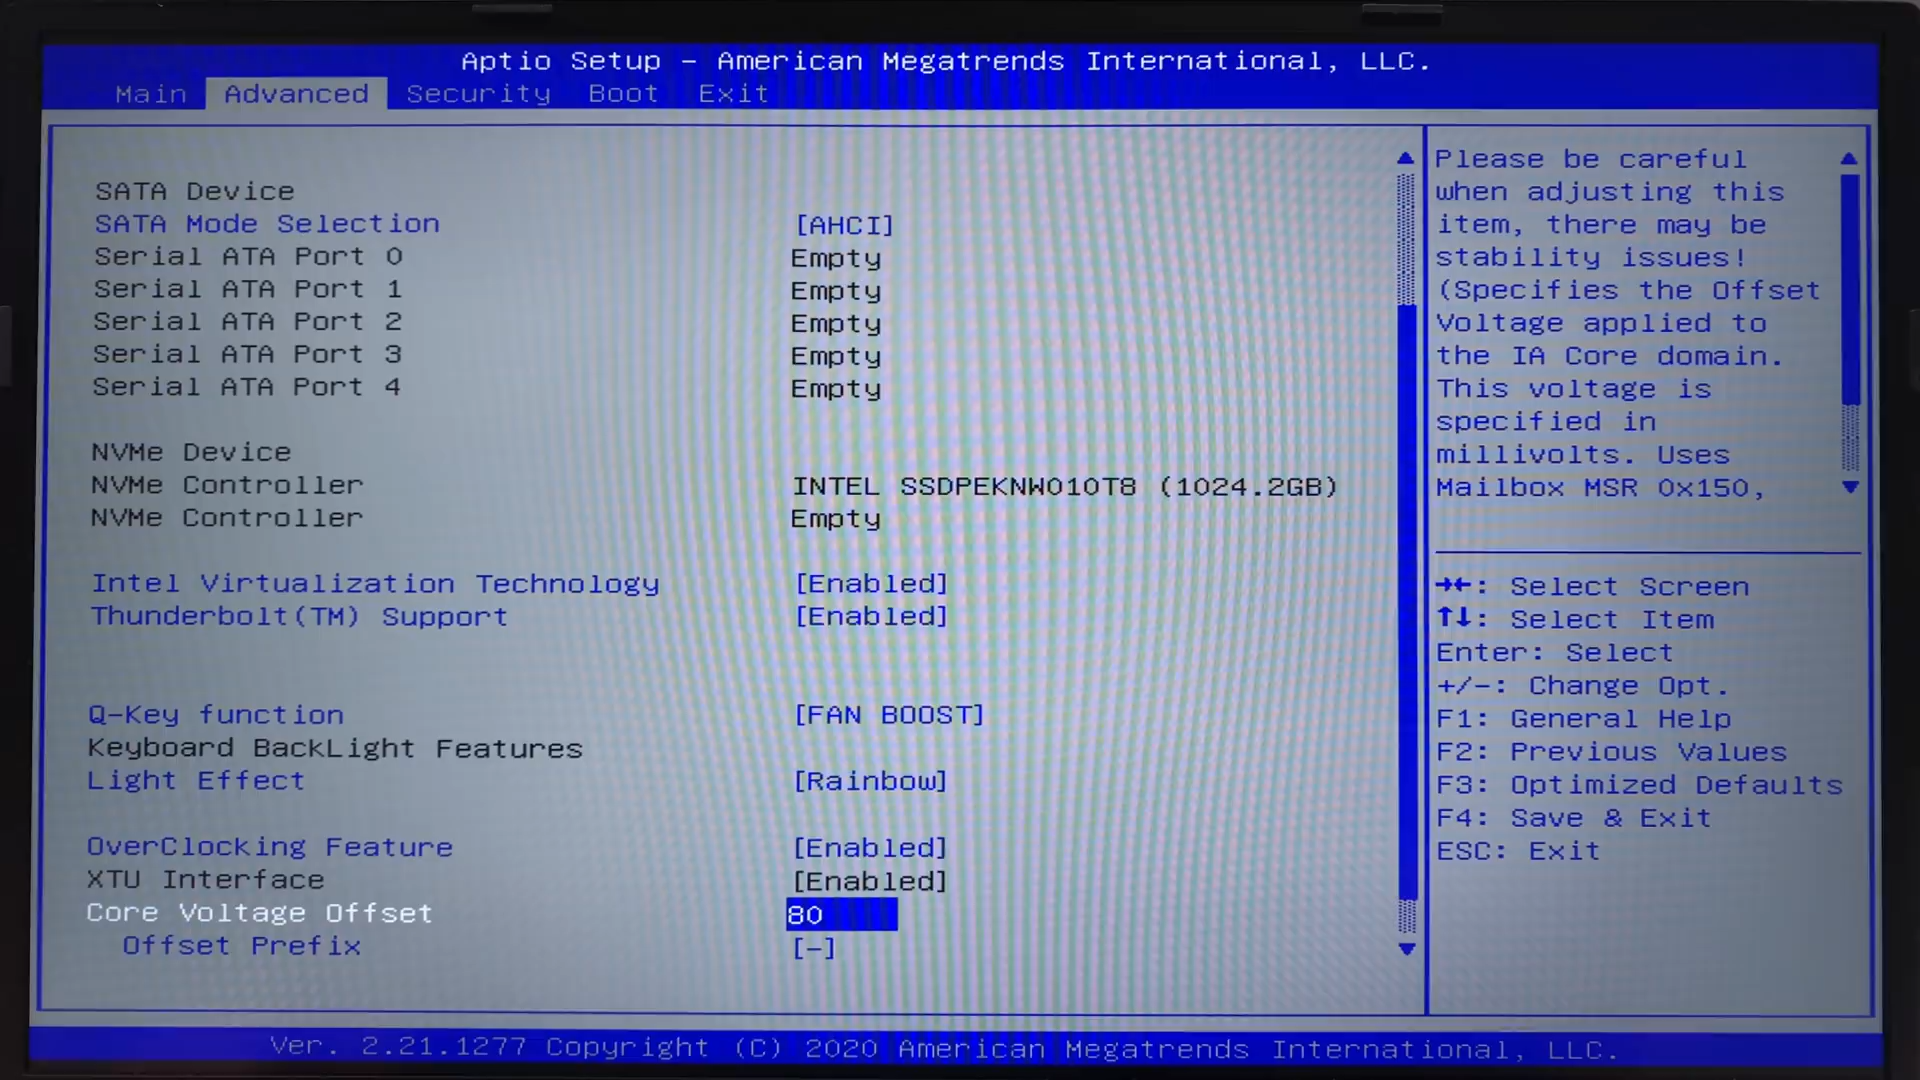 Aptio Setup – American Megatrends International, LLC.
Main Advanced Security Boot Exit
SATA Device
SATA Mode Selection [AHCI]
Serial ATA Port 0 Empty
Serial ATA Port 1 Empty
Serial ATA Port 2 Empty
Serial ATA Port 3 Empty
Serial ATA Port 4 Empty
NVMe Device
NVMe Controller INTEL SSDPEKNW010T8 (1024.2GB)
NVMe Controller Empty
Intel Virtualization Technology [Enabled]
Thunderbolt(TM) Support [Enabled]
Q-Key function [FAN BOOST]
Keyboard BackLight Features
Light Effect [Rainbow]
OverClocking Feature [Enabled]
XTU Interface [Enabled]
Core Voltage Offset 80
Offset Prefix [-]
Please be careful
when adjusting this
item, there may be
stability issues!
(Specifies the Offset
Voltage applied to
the IA Core domain.
This voltage is
specified in
millivolts. Uses
Mailbox MSR 0x150,
→←: Select Screen
↑↓: Select Item
Enter: Select
+/-: Change Opt.
F1: General Help
F2: Previous Values
F3: Optimized Defaults
F4: Save & Exit
ESC: Exit
Ver. 2.21.1277 Copyright (C) 2020 American Megatrends International, LLC.